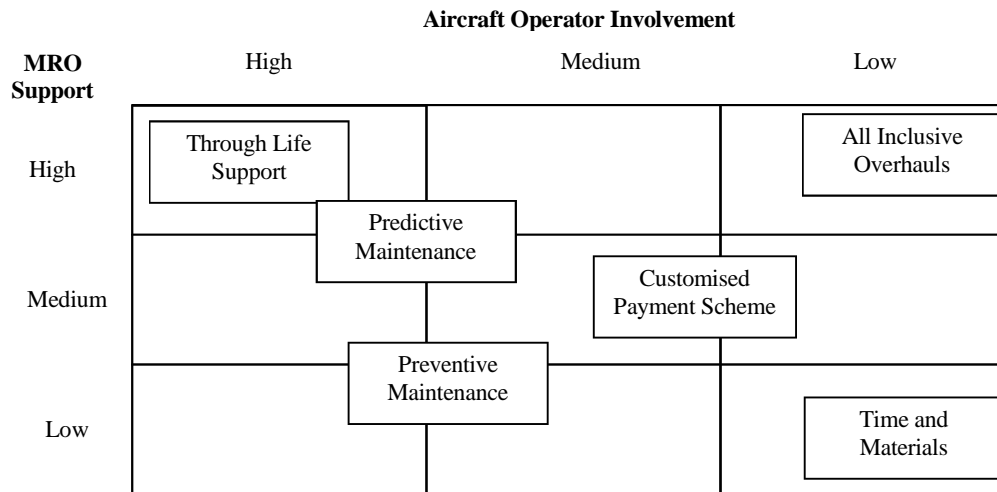 Aircraft Operator Involvement
MRO
Support
High
Medium
Low
High
Through Life
Support
All Inclusive
Overhauls
Predictive
Maintenance
Medium
Customised
Payment Scheme
Preventive
Maintenance
Low
Time and
Materials